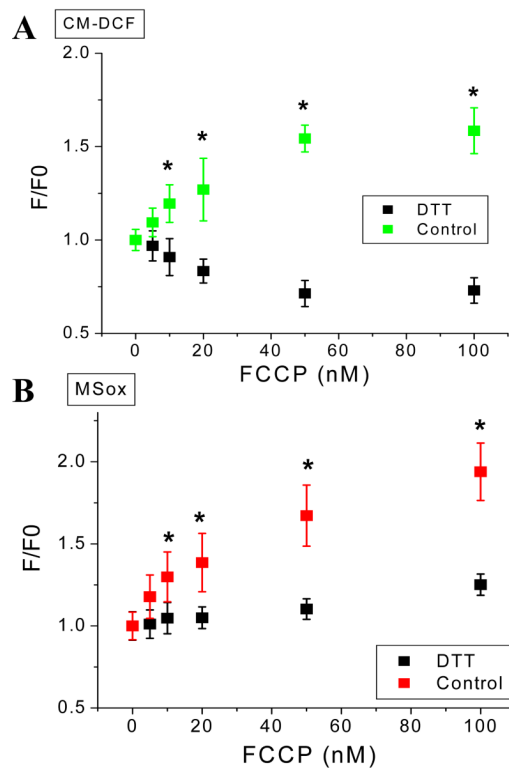 A
CM-DCF
F/F0
2.0
1.5
1.0
0.5
* * * *
DTT
Control
0 20 40 60 80 100
FCCP (nM)
B
MSox
F/F0
2.0
1.5
1.0
0.5
* * * *
DTT
Control
0 20 40 60 80 100
FCCP (nM)